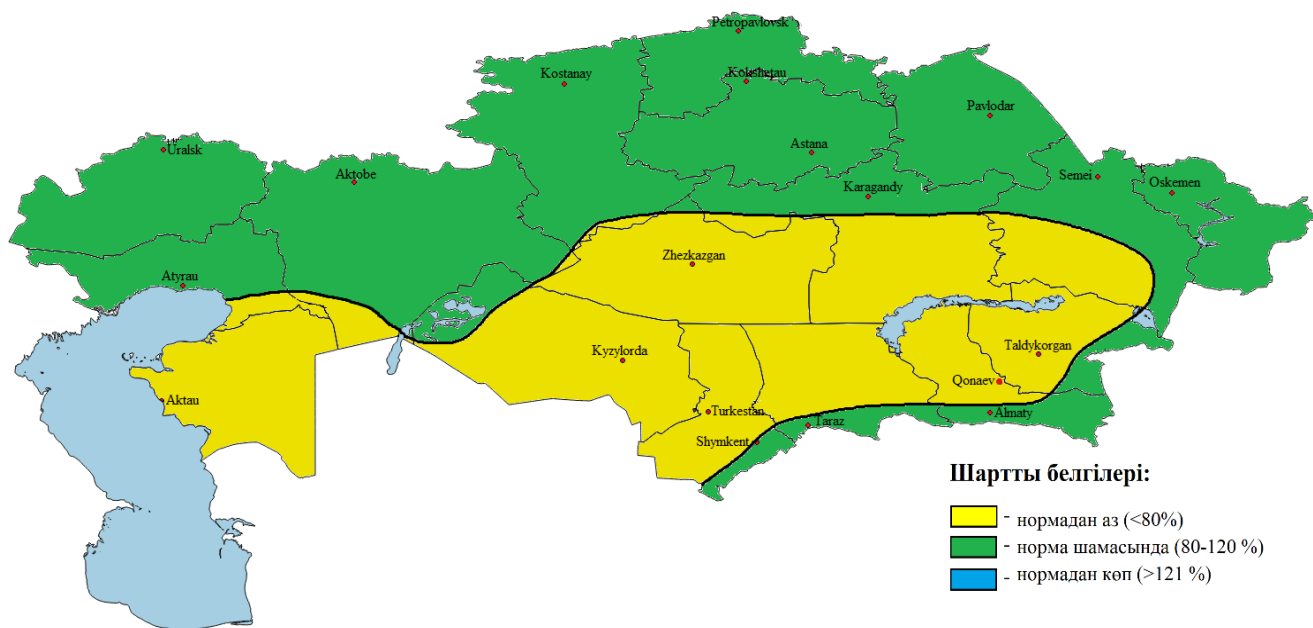 Petropavlovsk
Kostanay
Kokshetau
Pavlodar
Uralsk
Astana
Aktobe
Semei
Oskemen
Karagandy
Zhezkazgan
Atyrau
Taldykorgan
Kyzylorda
Qonaev
Aktau
Turkestan
Almaty
Taraz
Shymkent
Шартты белгілері:
- нормадан аз (<80%)
- норма шамасында (80-120 %)
- нормадан көп (>121 %)